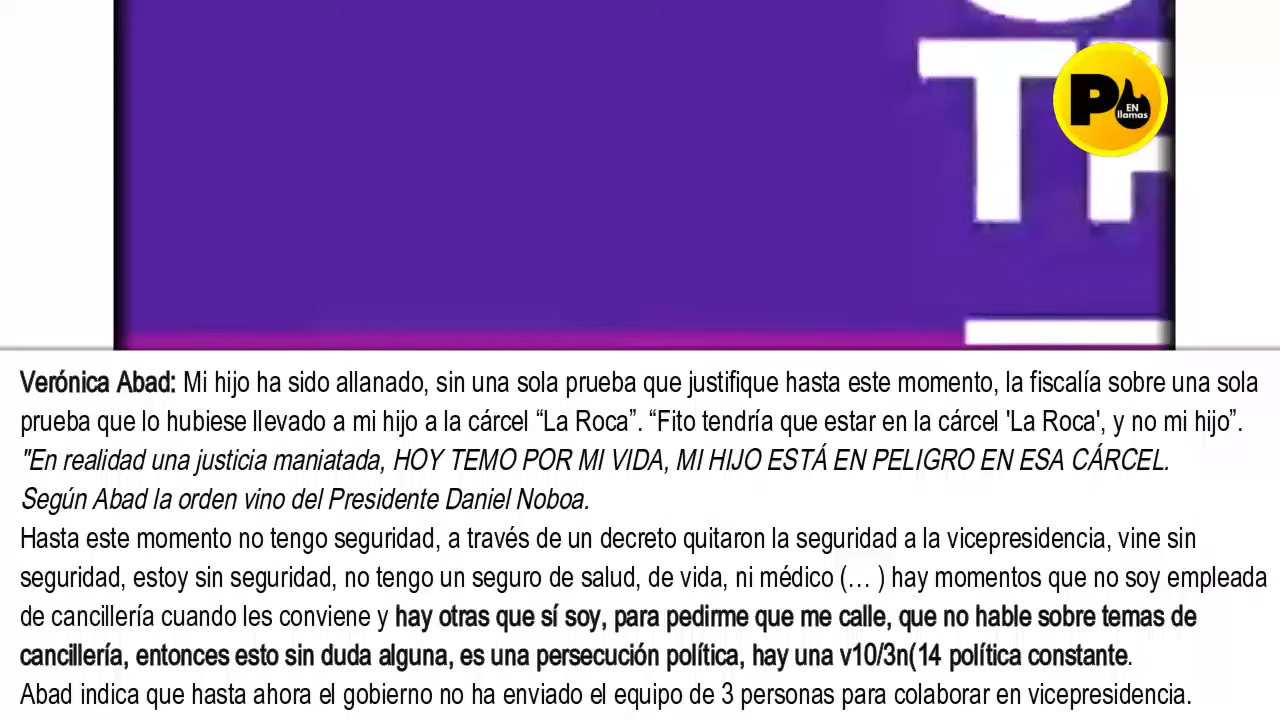 TF
P
EN
llamas
Verónica Abad: Mi hijo ha sido allanado, sin una sola prueba que justifique hasta este momento, la fiscalía sobre una sola
prueba que lo hubiese llevado a mi hijo a la cárcel “La Roca”. “Fito tendría que estar en la cárcel 'La Roca', y no mi hijo”.
"En realidad una justicia maniatada, HOY TEMO POR MI VIDA, MI HIJO ESTÁ EN PELIGRO EN ESA CÁRCEL.
Según Abad la orden vino del Presidente Daniel Noboa.
Hasta este momento no tengo seguridad, a través de un decreto quitaron la seguridad a la vicepresidencia, vine sin
seguridad, estoy sin seguridad, no tengo un seguro de salud, de vida, ni médico (… ) hay momentos que no soy empleada
de cancillería cuando les conviene y hay otras que sí soy, para pedirme que me calle, que no hable sobre temas de
cancillería, entonces esto sin duda alguna, es una persecución política, hay una v10/3n(14 política constante.
Abad indica que hasta ahora el gobierno no ha enviado el equipo de 3 personas para colaborar en vicepresidencia.